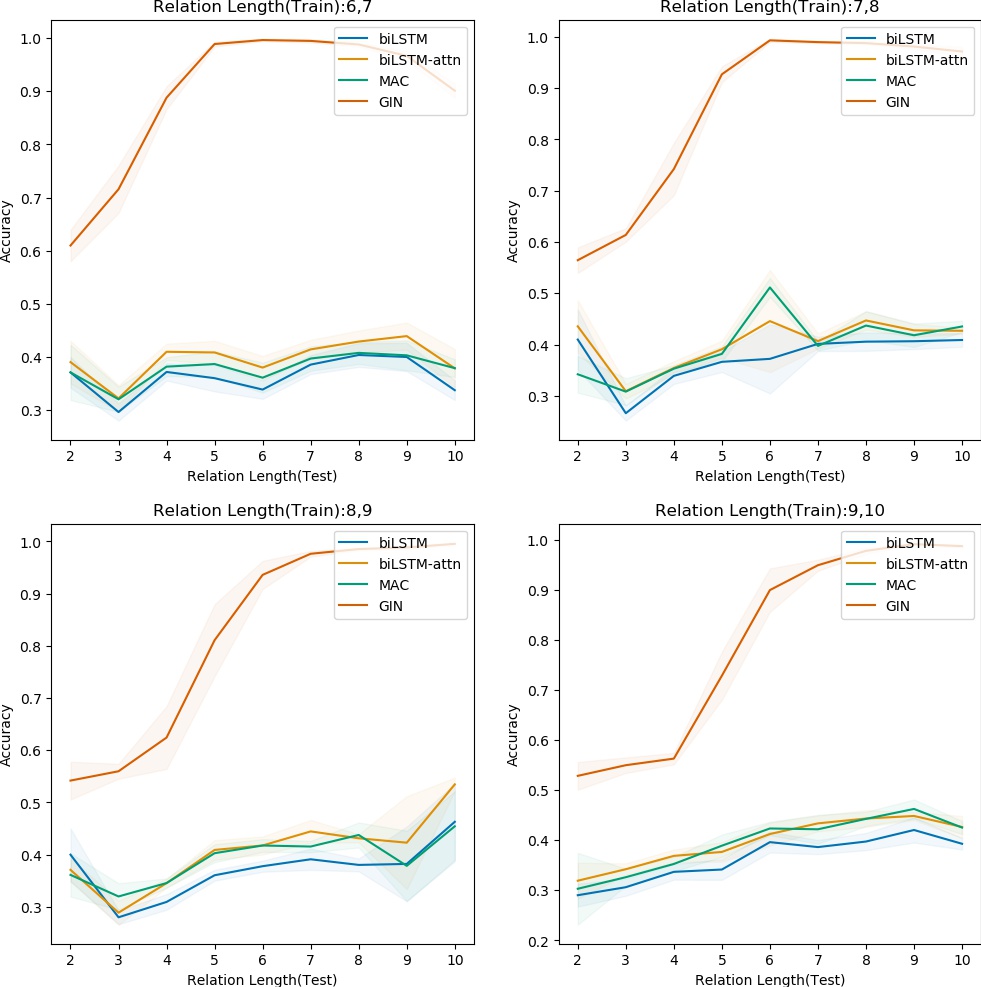 Relation Length(Train):6,7
Accuracy
1.0
0.9
0.8
0.7
0.6
0.5
0.4
0.3
biLSTM
biLSTM-attn
MAC
GIN
2 3 4 5 6 7 8 9 10
Relation Length(Test)
Relation Length(Train):7,8
Accuracy
1.0
0.9
0.8
0.7
0.6
0.5
0.4
0.3
biLSTM
biLSTM-attn
MAC
GIN
2 3 4 5 6 7 8 9 10
Relation Length(Test)
Relation Length(Train):8,9
Accuracy
1.0
0.9
0.8
0.7
0.6
0.5
0.4
0.3
biLSTM
biLSTM-attn
MAC
GIN
2 3 4 5 6 7 8 9 10
Relation Length(Test)
Relation Length(Train):9,10
Accuracy
1.0
0.9
0.8
0.7
0.6
0.5
0.4
0.3
0.2
biLSTM
biLSTM-attn
MAC
GIN
2 3 4 5 6 7 8 9 10
Relation Length(Test)